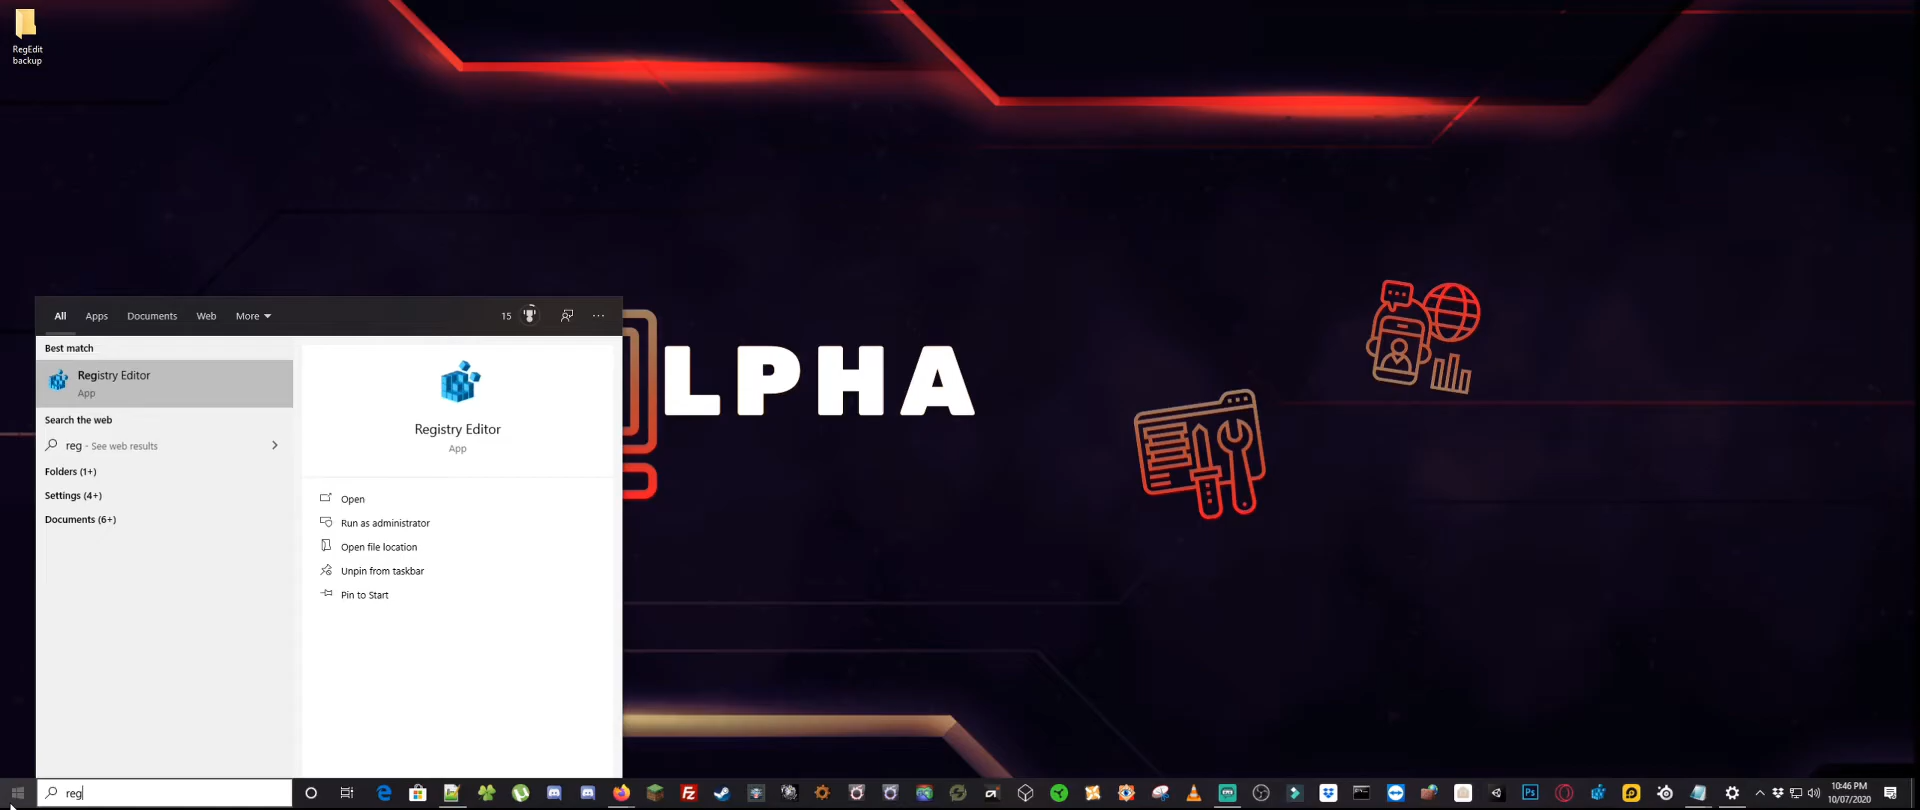 RegEdit
backup
All Apps Documents Web More 15 ...
Best match
Registry Editor
App
Search the web
reg - See web results
Folders (1+)
Settings (4+)
Documents (6+)
Registry Editor
App
Open
Run as administrator
Open file location
Unpin from taskbar
Pin to Start
LPHA
reg
Ps
10:46 PM
10/07/2020